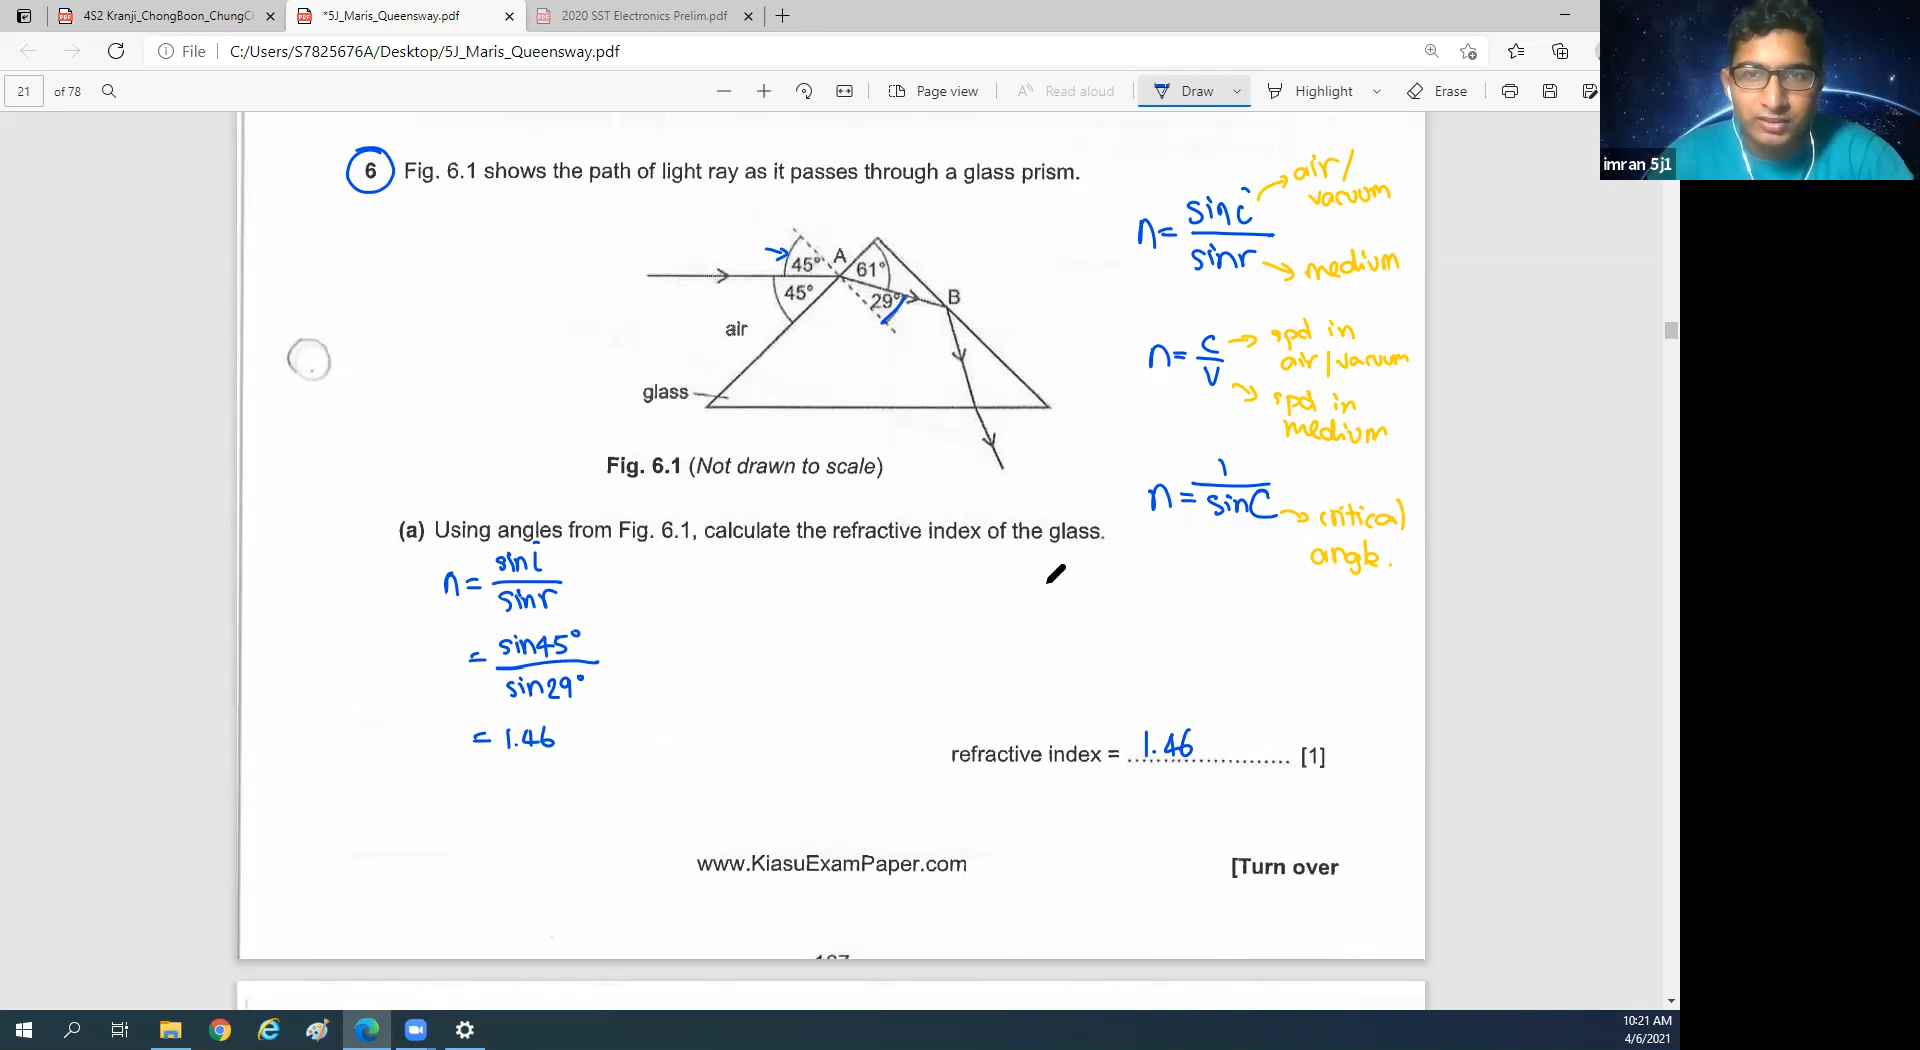 4S2 Kranji_ChongBoon_ChungC
*5J_Maris_Queensway.pdf
2020 SST Electronics Prelim.pdf
File
C:/Users/S7825676A/Desktop/5J_Maris_Queensway.pdf
21
of 78
Page view
Read aloud
Draw
Highlight
Erase
imran 5j1
6 Fig. 6.1 shows the path of light ray as it passes through a glass prism.
45° A
61°
45°
29°
B
air
glass
Fig. 6.1 (Not drawn to scale)
n = sin i → air / vacuum
sin r → medium
n = c → spd in air / vacuum
v → spd in medium
n = 1
sin C → critical angle.
(a) Using angles from Fig. 6.1, calculate the refractive index of the glass.
n = sin i
sin r
= sin 45°
sin 29°
= 1.46
refractive index = 1.46 [1]
www.KiasuExamPaper.com
[Turn over
10:21 AM
4/6/2021